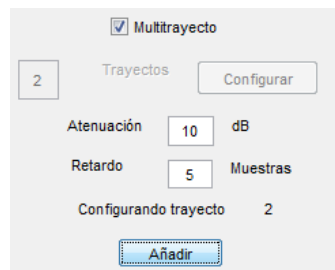 Multitrayecto
2 Trayectos Configurar
Atenuación 10 dB
Retardo 5 Muestras
Configurando trayecto 2
Añadir